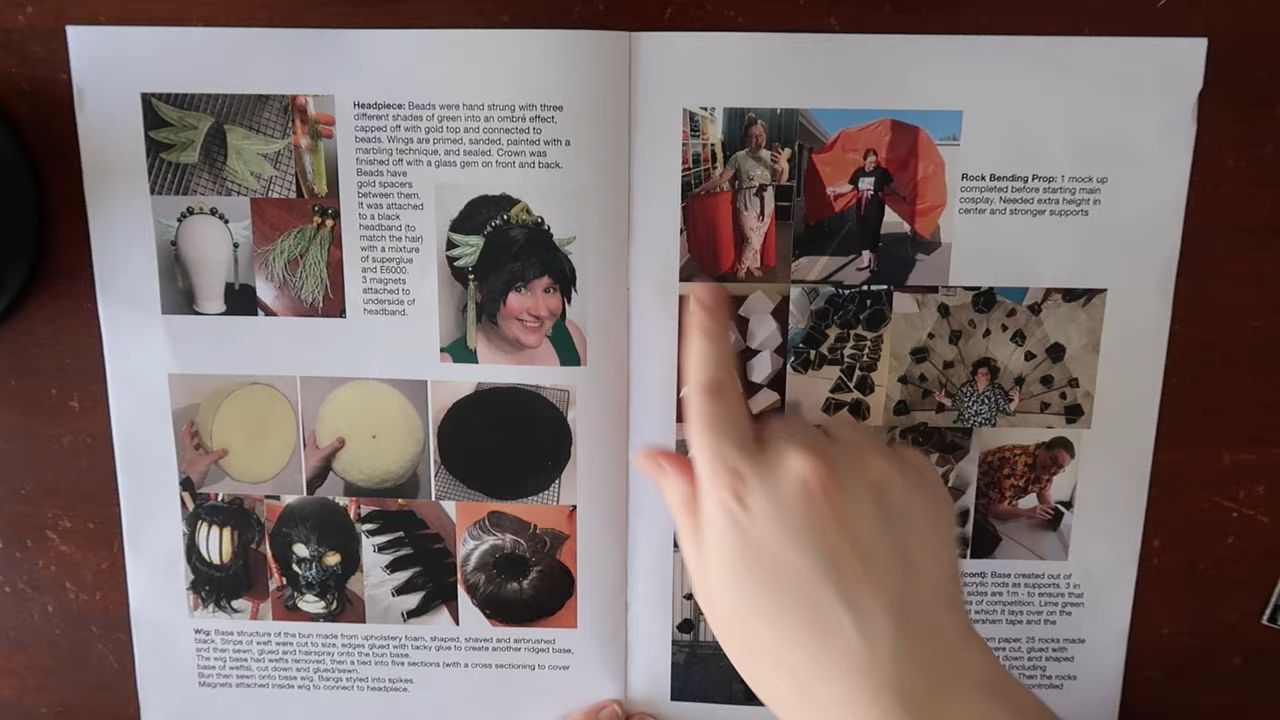 Headpiece: Beads were hand strung with three
different shades of green into an ombré effect,
capped off with gold top and connected to
beads. Wings are primed, sanded, painted with a
marbling technique, and sealed. Crown was
finished off with a glass gem on front and back.
Beads have
gold spacers
between them.
It was attached
to a black
headband (to
match the hair)
with a mixture
of superglue
and E6000.
3 magnets
attached to
underside of
headband.
Wig: Base structure of the bun made from upholstery foam, shaped, shaved and airbrushed
black. Strips of weft were cut to size, edges glued with tacky glue to create another ridged base,
and then sewn, glued and hairspray onto the bun base.
The wig base had wefts removed, then a tied into five sections (with a cross sectioning to cover
base of wefts), cut down and glued/sewn.
Bun then sewn onto base wig. Bangs styled into spikes.
Magnets attached inside wig to connect to headpiece.
Rock Bending Prop: 1 mock up
completed before starting main
cosplay. Needed extra height in
center and stronger supports
(cont): Base created out of
acrylic rods as supports. 3 in
sides are 1m - to ensure that
of competition. Lime green
which it lays over on the
tape and the
paper. 25 rocks made
were cut, glued with
down and shaped
(including
Then the rocks
controlled